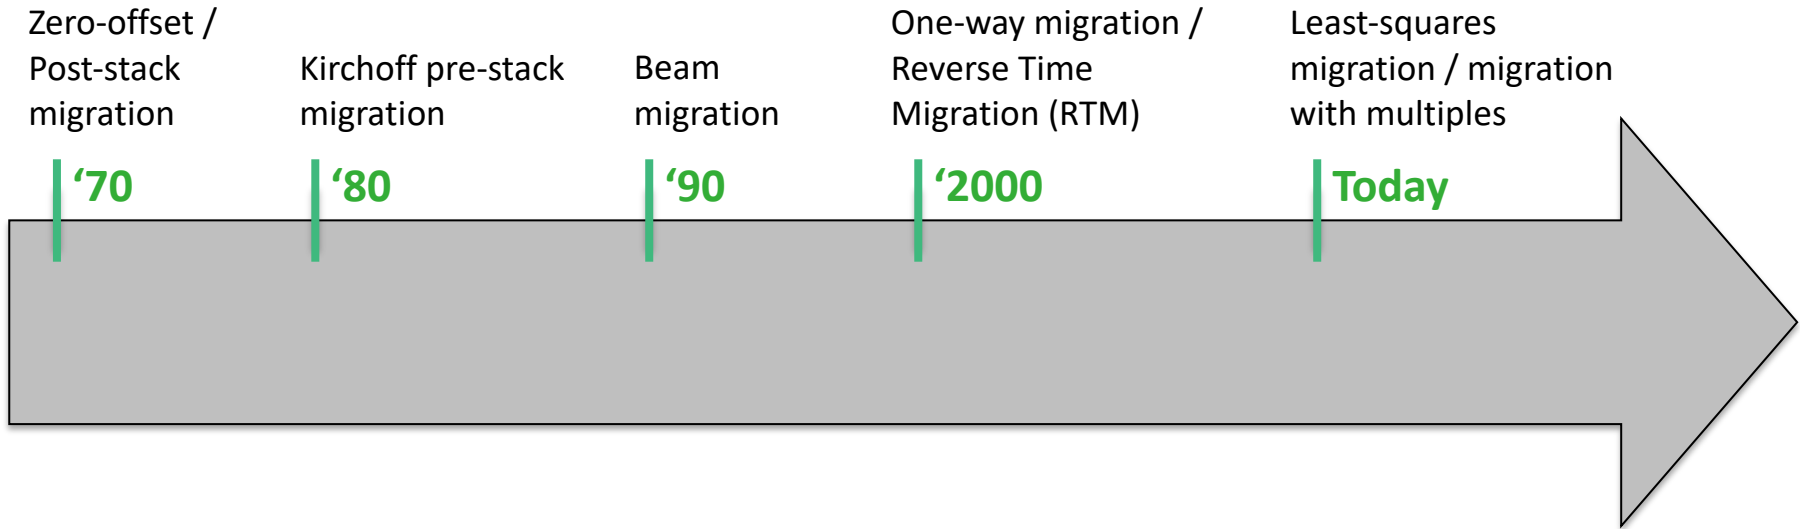 Zero-offset /
Post-stack
migration
‘70
Kirchoff pre-stack
migration
‘80
Beam
migration
‘90
One-way migration /
Reverse Time
Migration (RTM)
‘2000
Least-squares
migration / migration
with multiples
Today